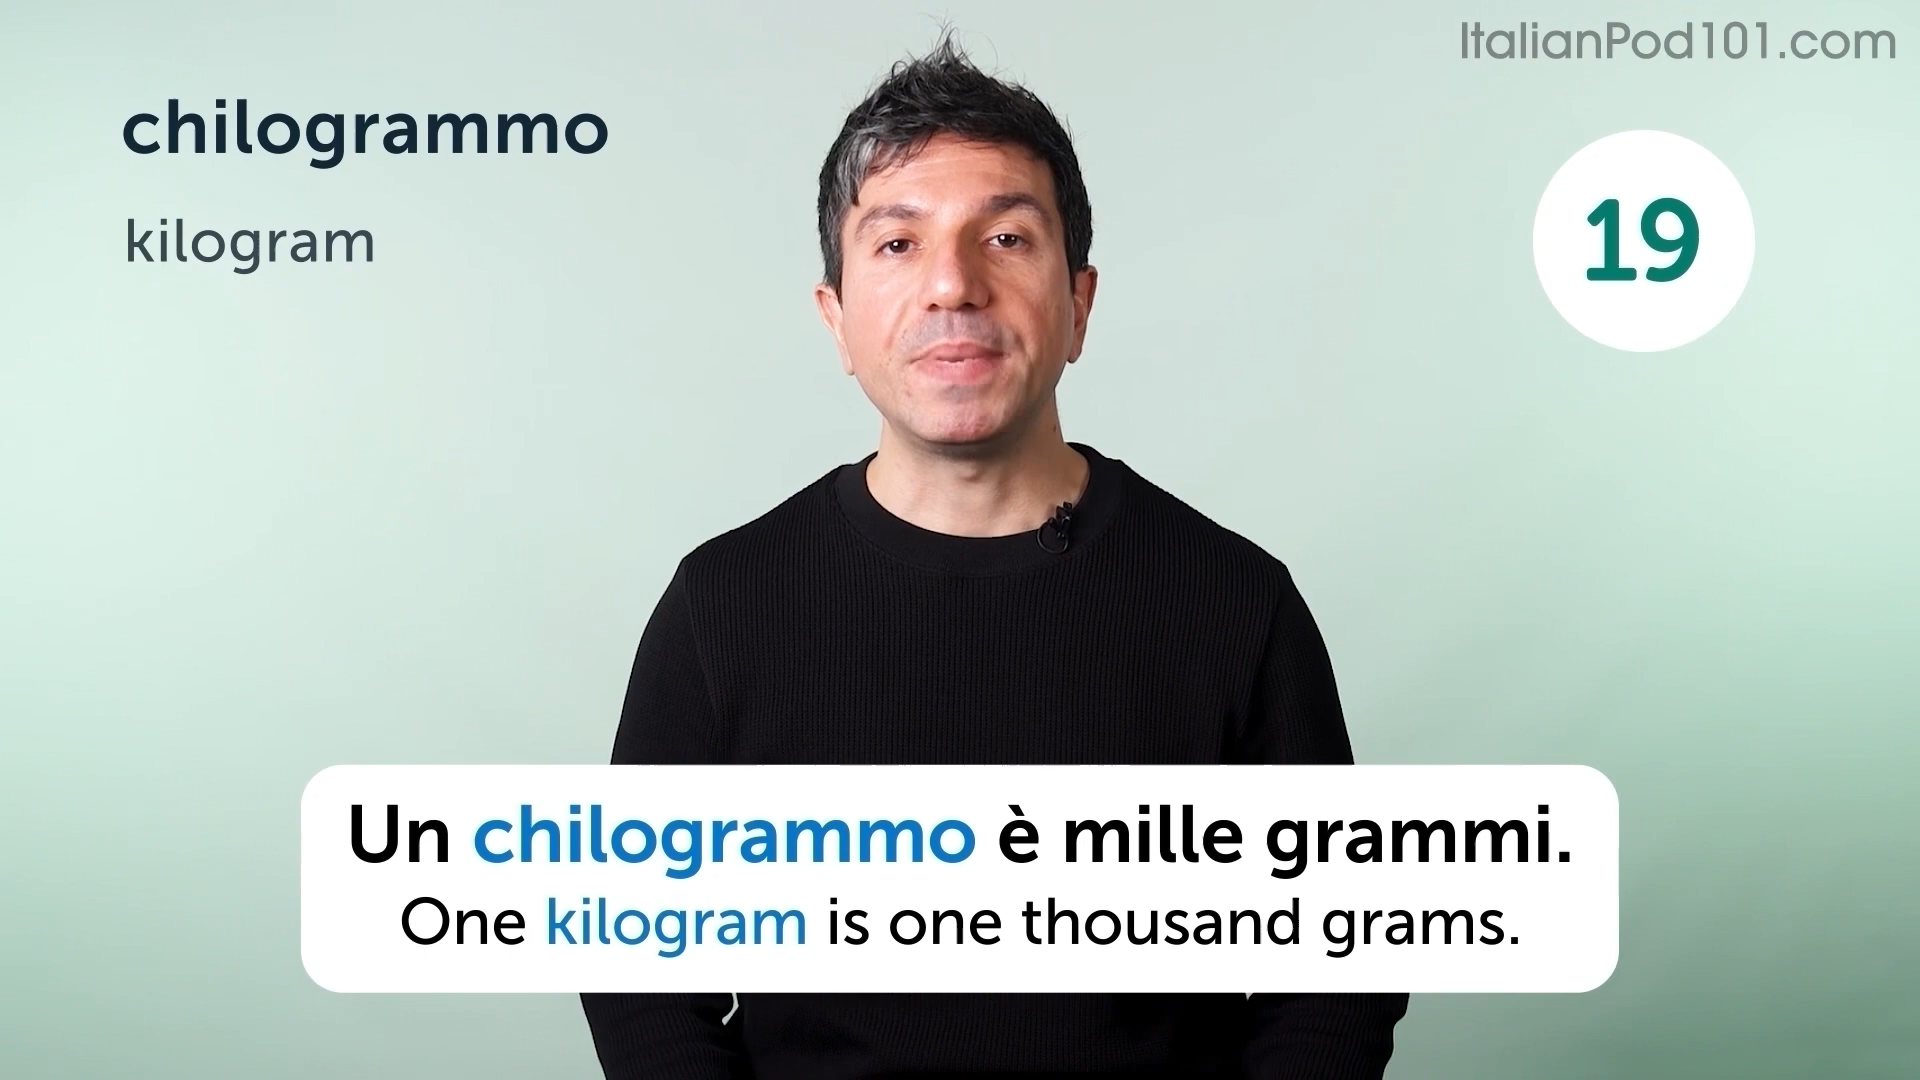 ItalianPod101.com
chilogrammo
kilogram
19
Un chilogrammo è mille grammi.
One kilogram is one thousand grams.